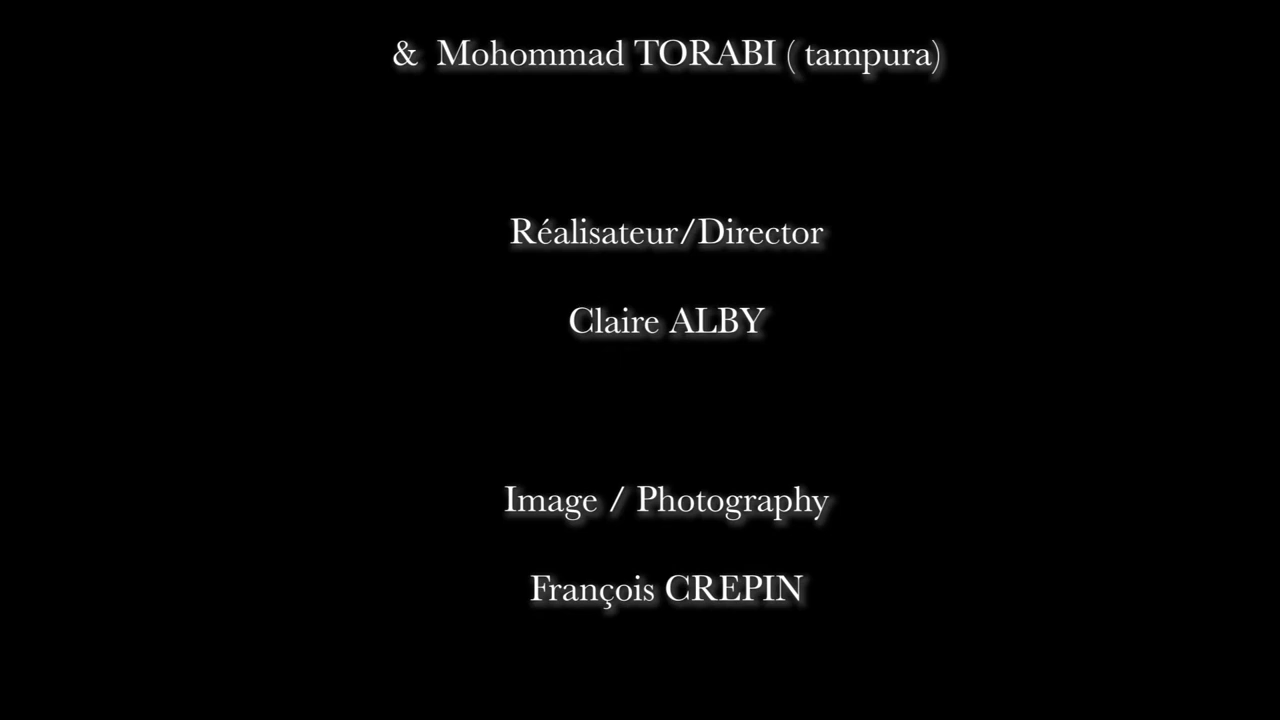 & Mohommad TORABI ( tampura)
Réalisateur/Director
Claire ALBY
Image / Photography
François CREPIN